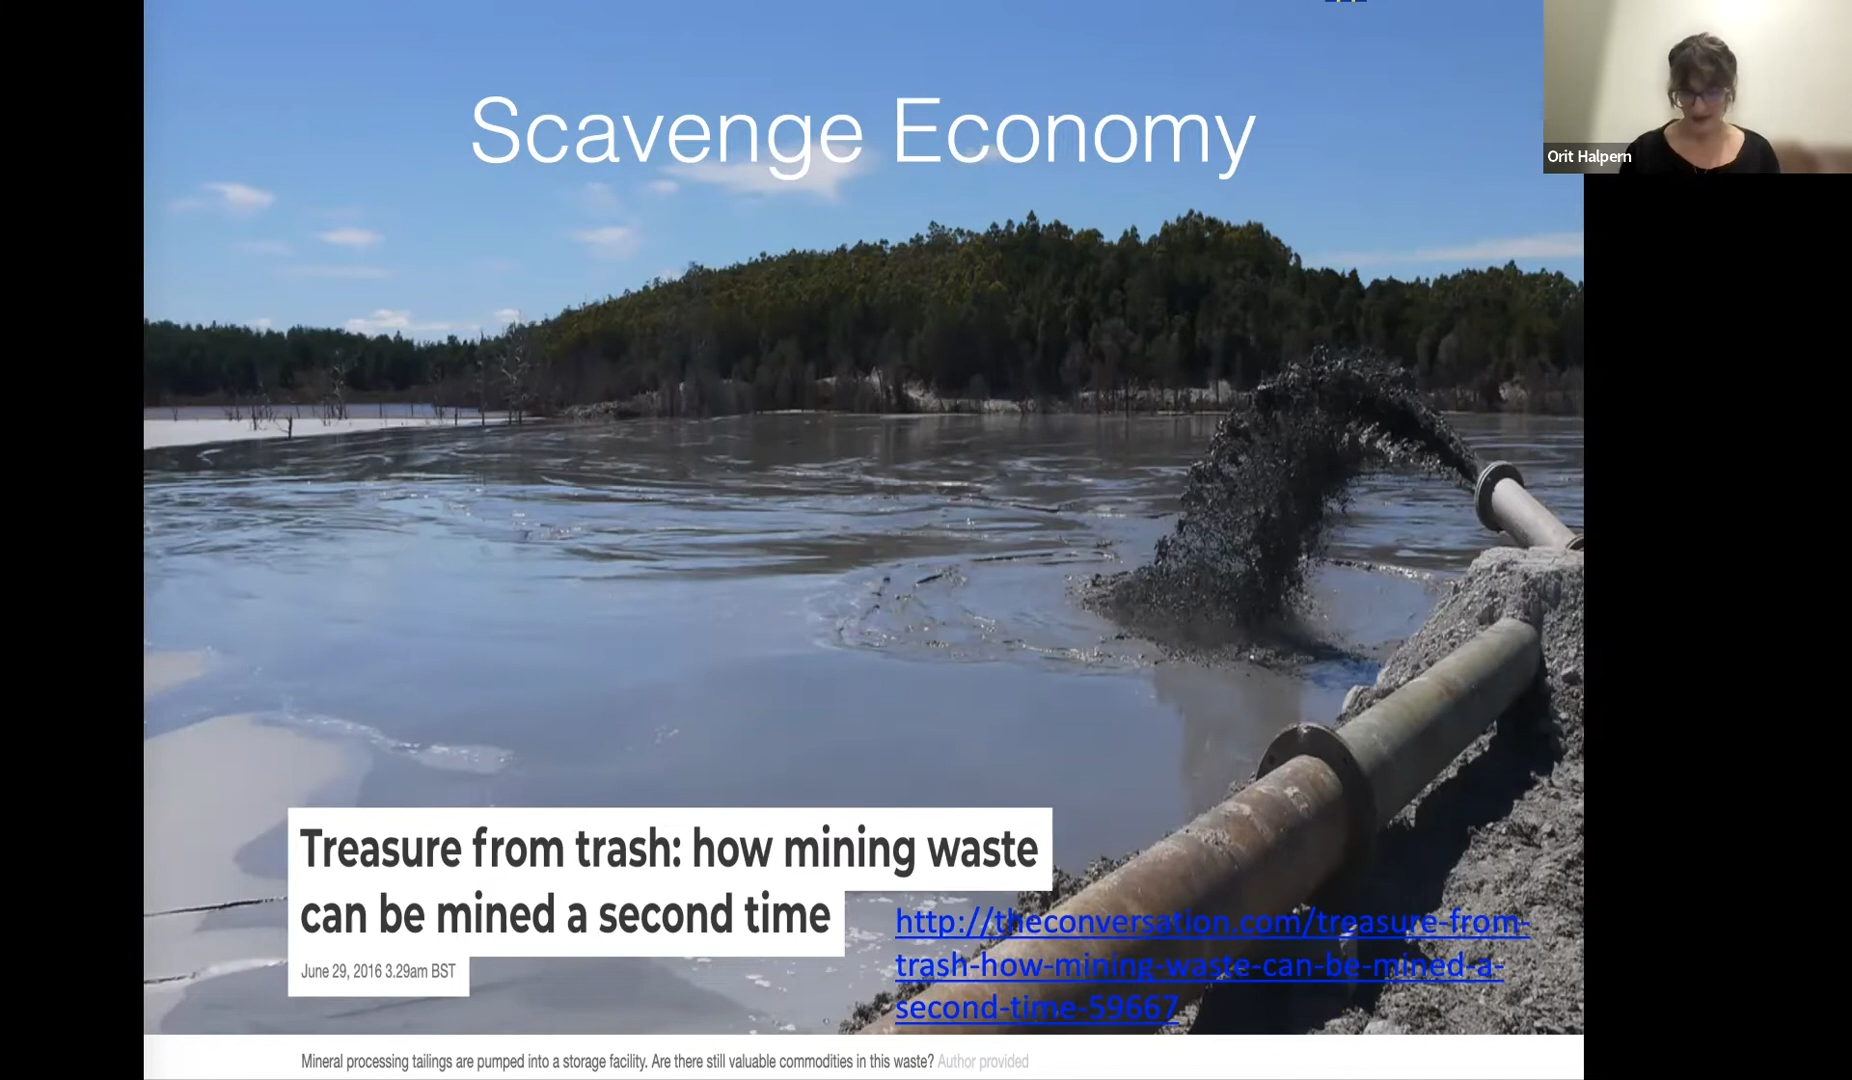 Scavenge Economy
Orit Halpern
Treasure from trash: how mining waste
can be mined a second time
June 29, 2016 3.29am BST
http://theconversation.com/treasure-from-
trash-how-mining-waste-can-be-mined-a-
second-time-59667
Mineral processing tailings are pumped into a storage facility. Are there still valuable commodities in this waste? Author provided